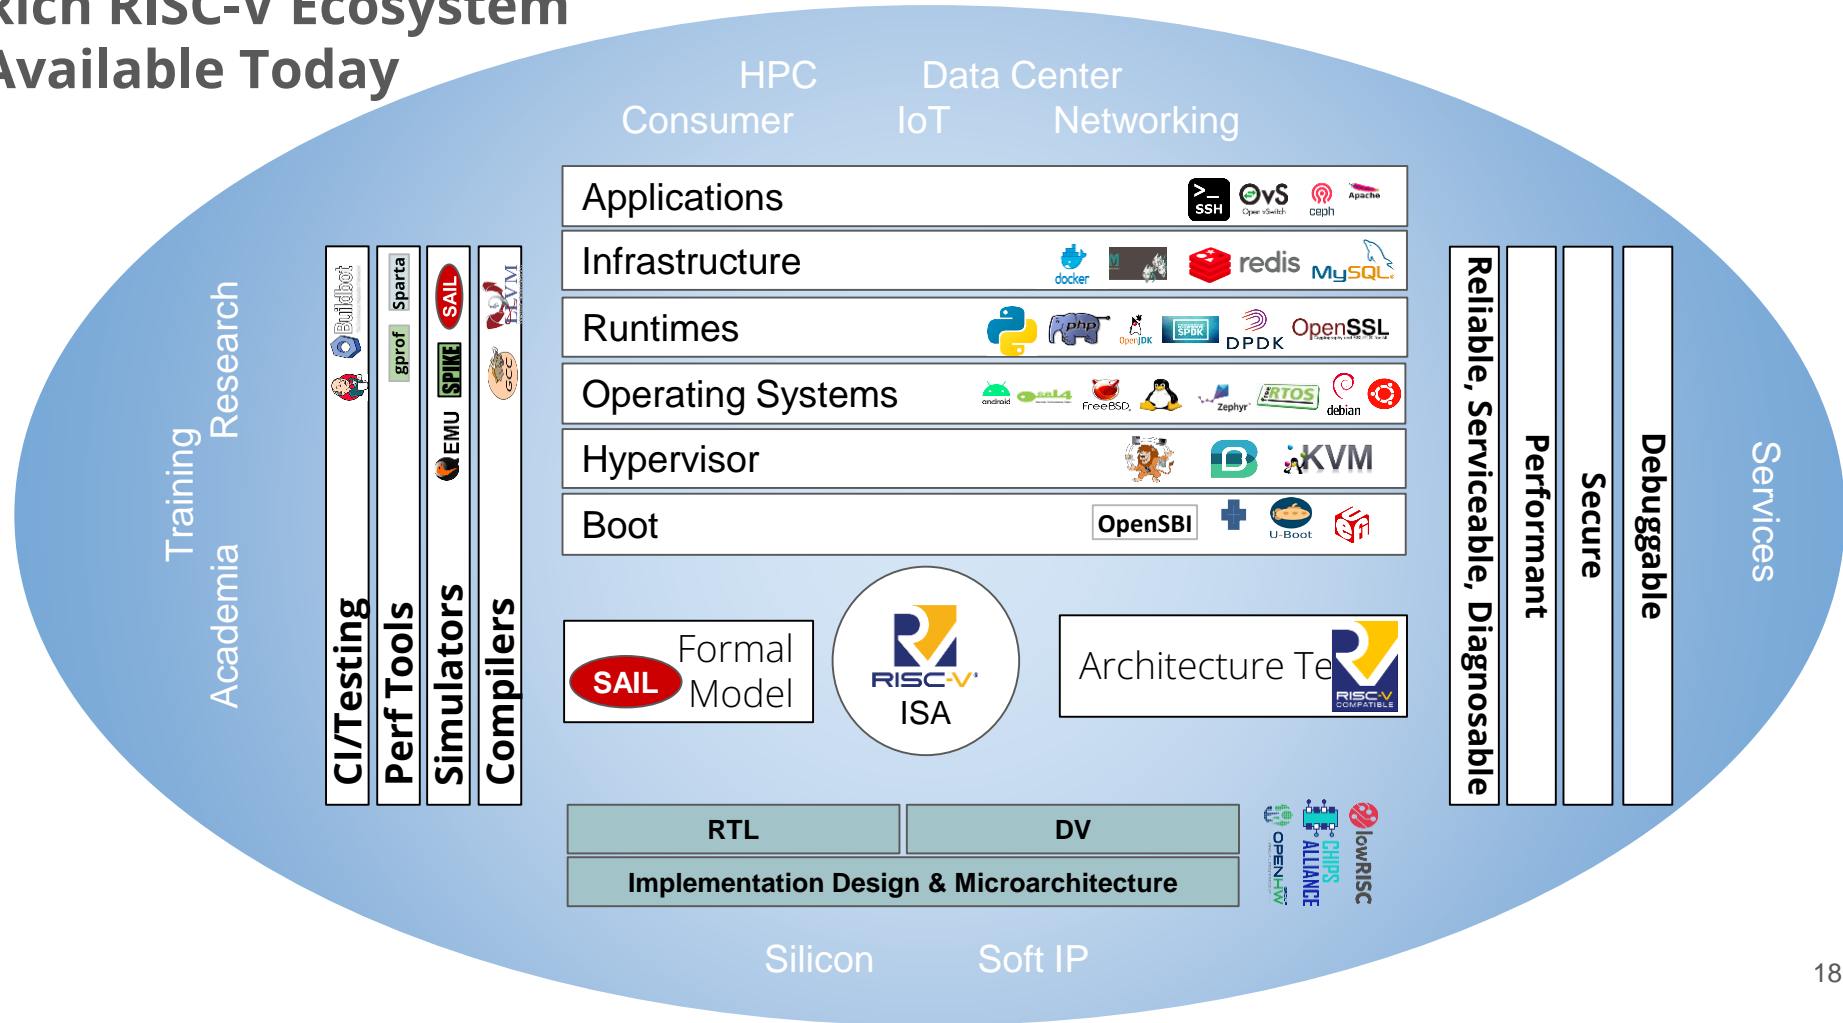 Rich RISC-V Ecosystem
Available Today
HPC Data Center
Consumer IoT Networking
Applications
>_ SSH
OvS
Open vSwitch
ceph
Apache
Infrastructure
docker
redis
MySQL
Runtimes
php
OpenJDK
SPDK
DPDK
OpenSSL
Operating Systems
android
seL4
FreeBSD
Zephyr
RTOS
debian
Hypervisor
KVM
Boot
OpenSBI
U-Boot
Training
Research
Academia
Buildbot
CI/Testing
Sparta
gprof
Perf Tools
SAIL
SPIKE
QEMU
Simulators
LLVM
GCC
Compilers
SAIL
Formal
Model
RISC-V
ISA
Architecture Te
RISC-V
COMPATIBLE
Reliable, Serviceable, Diagnosable
Performant
Secure
Debuggable
Services
RTL
DV
Implementation Design & Microarchitecture
OPENHW
CHIPS
ALLIANCE
lowRISC
Silicon Soft IP
18